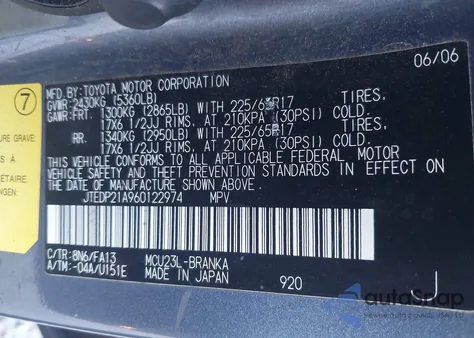 7
URE GRAVE:
S À
ÉTAIRE
NGEN:
MFD. BY: TOYOTA MOTOR CORPORATION 06/06
GVWR: 2430KG (5360LB)
GAWR: FRT. 1300KG (2865LB) WITH 225/65R17 TIRES,
17X6 1/2JJ RIMS, AT 210KPA (30PSI) COLD.
RR. 1340KG (2950LB) WITH 225/65R17 TIRES,
17X6 1/2JJ RIMS, AT 210KPA (30PSI) COLD.
THIS VEHICLE CONFORMS TO ALL APPLICABLE FEDERAL MOTOR
VEHICLE SAFETY AND THEFT PREVENTION STANDARDS IN EFFECT ON
THE DATE OF MANUFACTURE SHOWN ABOVE.
JTEDP21A960122974 MPV
C/TR: 8N6/FA13 MCU23L-BRANKA
A/TM: -04A/U151E MADE IN JAPAN 920 J
autoSnap